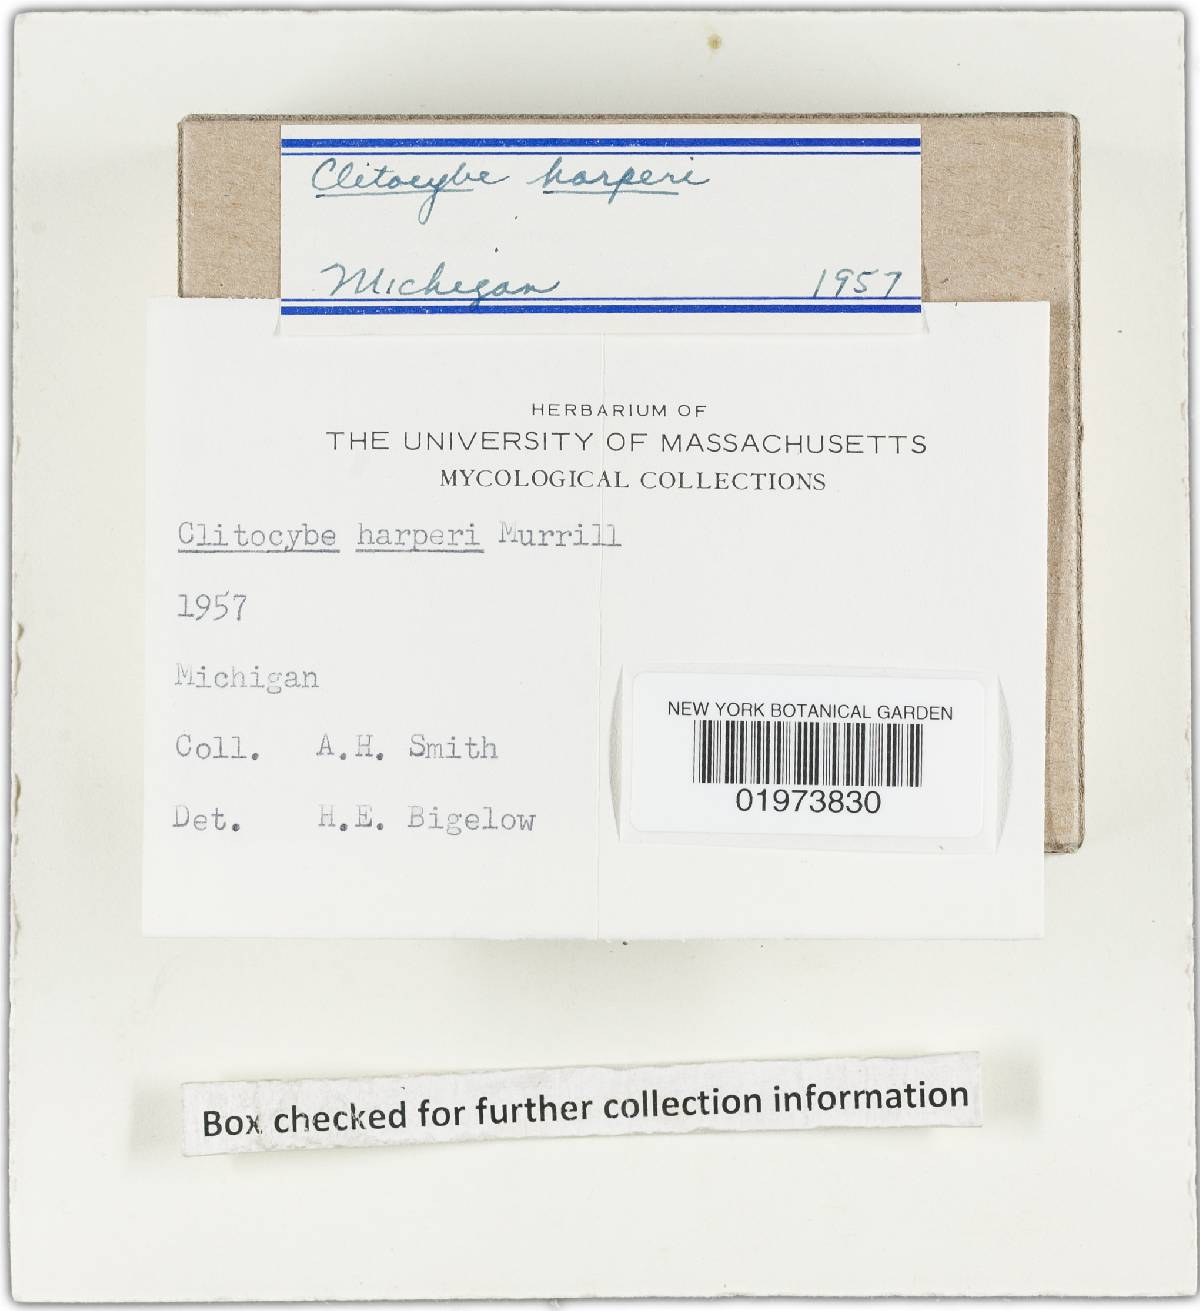 Clitocybe harperi
Michigan 1957
HERBARIUM OF
THE UNIVERSITY OF MASSACHUSETTS
MYCOLOGICAL COLLECTIONS
Clitocybe harperi Murrill
1957
Michigan
Coll. A.H. Smith
Det. H.E. Bigelow
NEW YORK BOTANICAL GARDEN
01973830
Box checked for further collection information